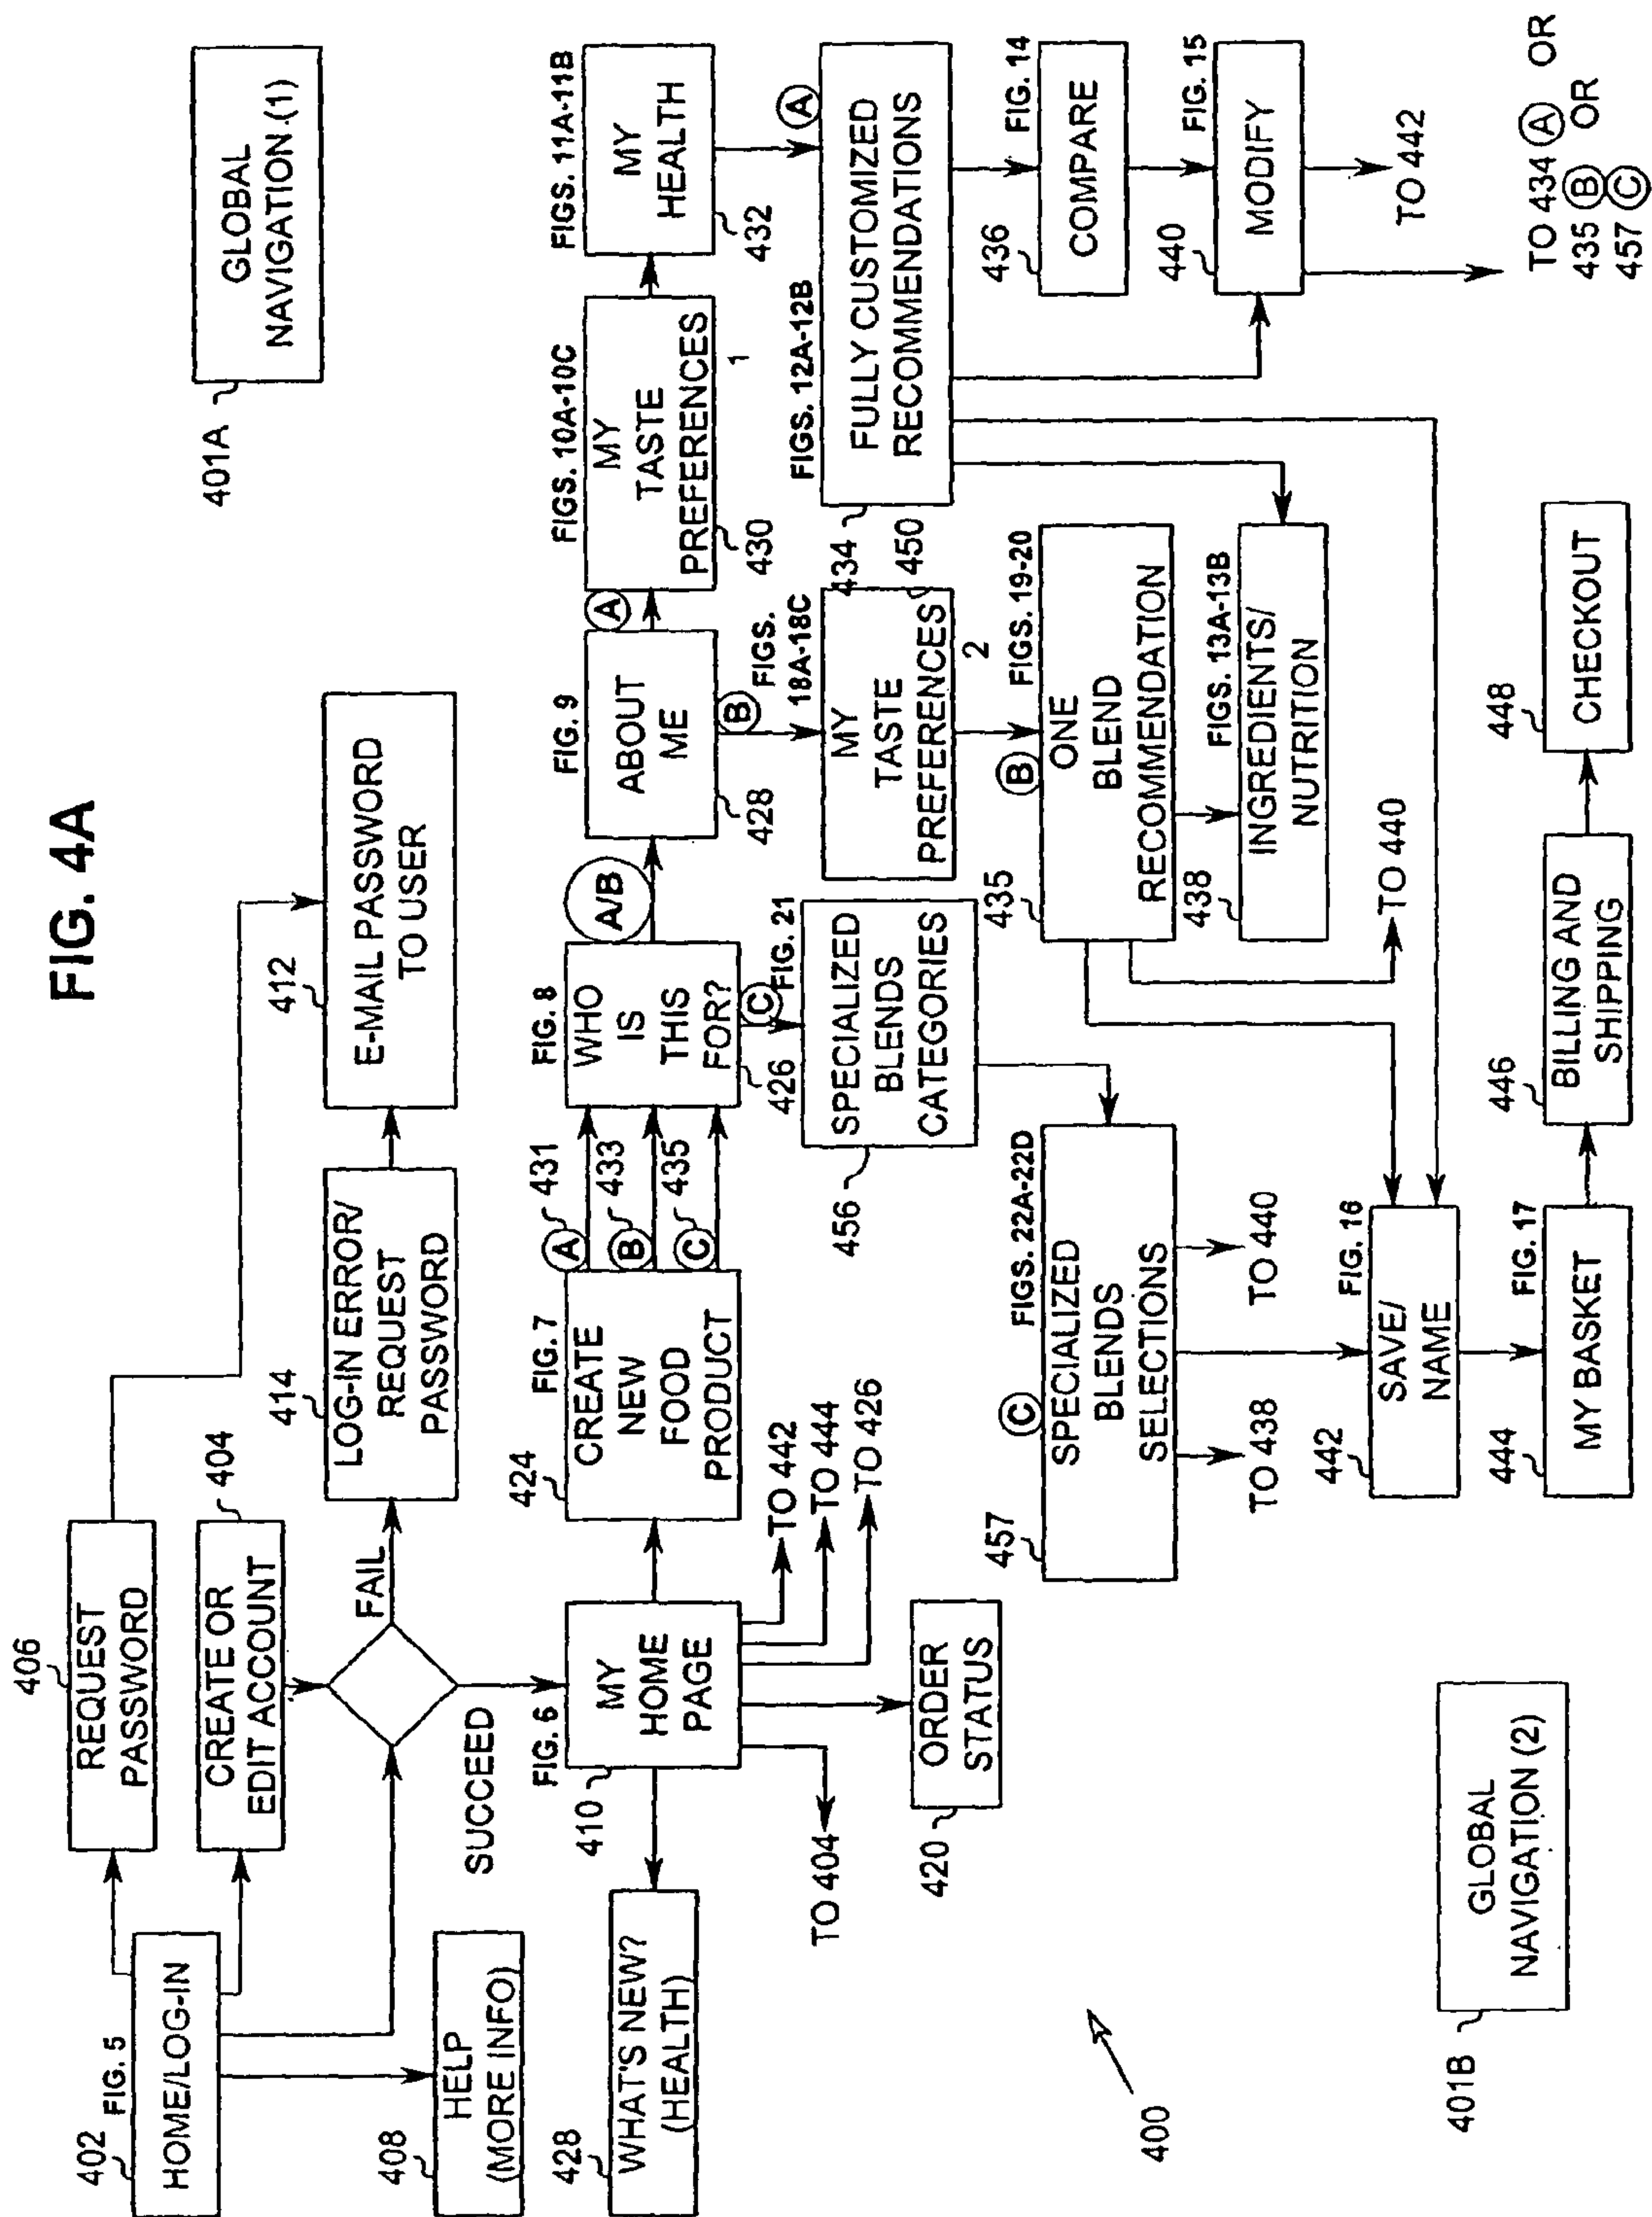 FIG. 4A
GLOBAL
NAVIGATION (1)
401A
406
REQUEST
PASSWORD
402
FIG. 5
HOME/LOG-IN
CREATE OR
EDIT ACCOUNT
404
412
E-MAIL PASSWORD
TO USER
414
LOG-IN ERROR/
REQUEST
PASSWORD
FAIL
SUCCEED
408
HELP
(MORE INFO)
428
WHAT'S NEW?
(HEALTH)
FIG. 6
410
MY
HOME
PAGE
TO 404
420
ORDER
STATUS
TO 442
TO 444
TO 426
FIG. 7
424
CREATE
NEW
FOOD
PRODUCT
A
431
B
433
C
435
FIG. 8
WHO
IS
THIS
FOR?
426
A/B
C
FIG. 9
ABOUT
ME
428
A
B
FIGS. 10A-10C
MY
TASTE
PREFERENCES
1
430
FIGS. 11A-11B
MY
HEALTH
432
FIG. 21
SPECIALIZED
BLENDS
CATEGORIES
456
FIGS.
18A-18C
MY
TASTE
PREFERENCES
2
450
434
FIGS. 12A-12B
A
FULLY CUSTOMIZED
RECOMMENDATIONS
436
FIG. 14
COMPARE
440
FIG. 15
MODIFY
TO 442
TO 434 A OR
435 B OR
457 C
B
FIGS. 19-20
ONE
BLEND
RECOMMENDATION
435
FIGS. 13A-13B
438
INGREDIENTS/
NUTRITION
TO 440
457
C
FIGS. 22A-22D
SPECIALIZED
BLENDS
SELECTIONS
TO 438
TO 440
442
FIG. 16
SAVE/
NAME
444
FIG. 17
MY BASKET
446
BILLING AND
SHIPPING
448
CHECKOUT
400
401B
GLOBAL
NAVIGATION (2)